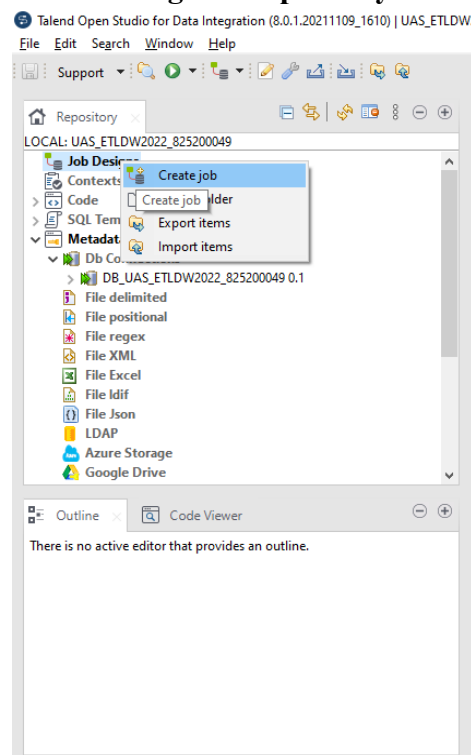 Talend Open Studio for Data Integration (8.0.1.20211109_1610) | UAS_ETLDW
File Edit Search Window Help
Support
Repository
LOCAL: UAS_ETLDW2022_825200049
Job Designs
Create job
Contexts
Code
Create job
lder
SQL Tem
Export items
Metadat
Import items
Db Co
DB_UAS_ETLDW2022_825200049 0.1
File delimited
File positional
File regex
File XML
File Excel
File ldif
File Json
LDAP
Azure Storage
Google Drive
Outline
Code Viewer
There is no active editor that provides an outline.